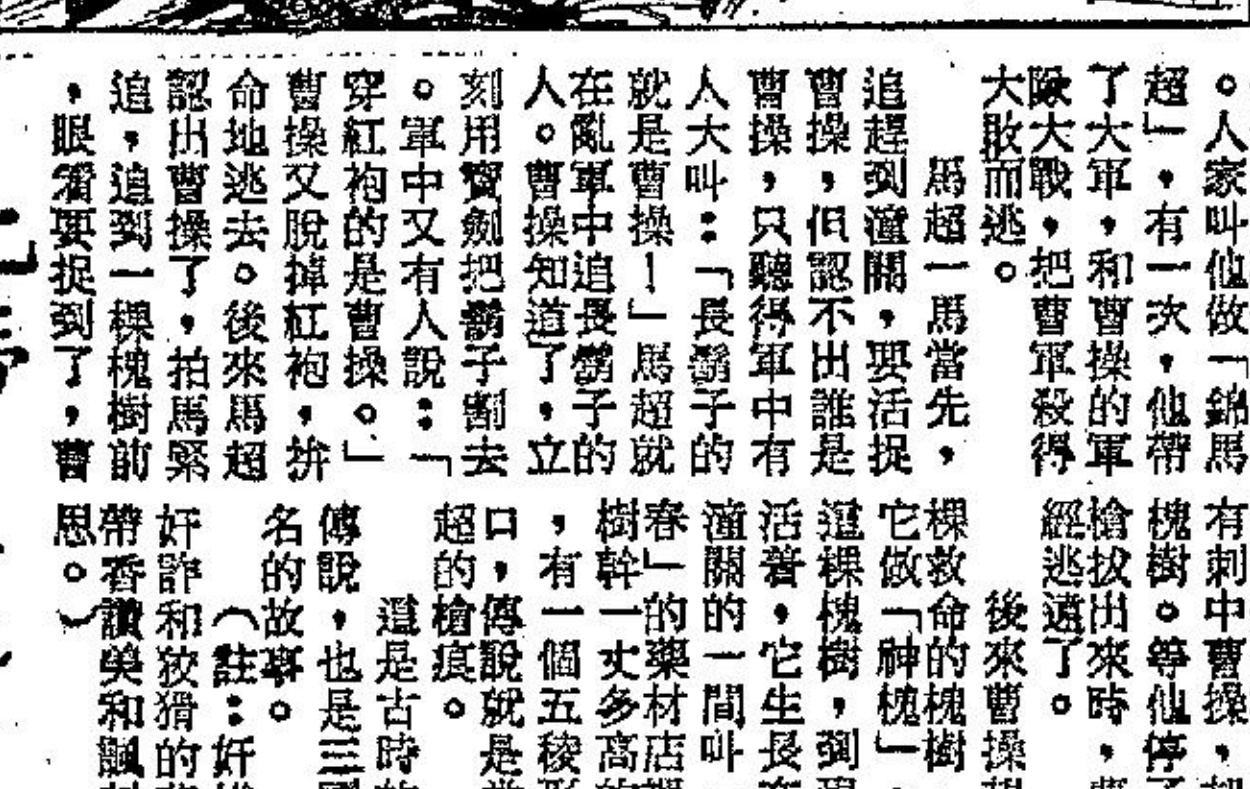 。人家叫他做「錦馬
超」，有一次，他帶
了大軍，和曹操的軍
隊大戰，把曹軍殺得
大敗而逃。
馬超一馬當先，
追趕到潼關，要活捉
曹操，但認不出誰是
曹操，只聽得軍中有
人大叫：「長鬍子的
就是曹操！」馬超就
在亂軍中追長鬍子的
人。曹操知道了，立
刻用寶劍把鬍子割去
。軍中又有人說：「
穿紅袍的是曹操。」
曹操又脫掉紅袍，拚
命地逃去。後來馬超
認出曹操了，拍馬緊
追，追到一棵槐樹前
，眼看要捉到了，曹
有刺中曹操，
槐樹。等他停
槍拔出來時，
經逃遠了。
後來曹操
棵救命的槐樹
它做「神槐」
這棵槐樹，到
活着，它生長
潼關的一間叫
春」的藥材店
樹幹一丈多高的
，有一個五稜形
口，傳說就是
超的槍痕。
這是古時
傳說，也是三國
名的故事。
（註：奸
奸詐和狡猾的
帶香讚美和諷
思。）